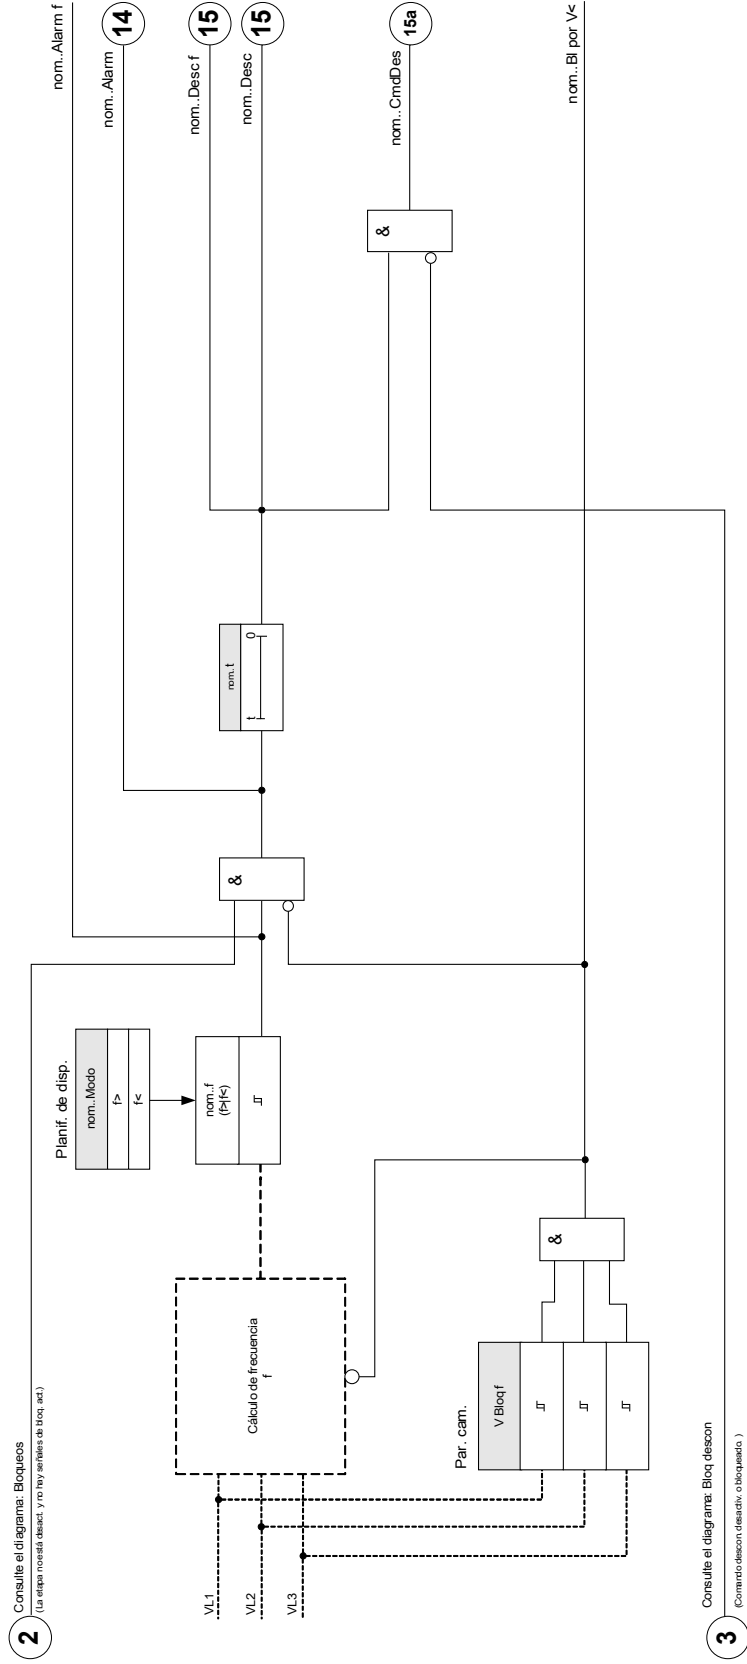 2
Consulte el diagrama: Bloqueos
(La etapa no está desact. y no hay señales de bloq. act.)
nom..Alarm f
nom..Alarm
14
nom..Desc f
15
nom..Desc
15
nom..CmdDes
15a
nom..Bl por V<
Planif. de disp.
nom..Modo
f>
f<
nom..f
(f>|f<)
&
nom..t
t
0
&
VL1
VL2
VL3
Cálculo de frecuencia
f
Par. cam.
V Bloq f
&
3
Consulte el diagrama: Bloq descon
(Comando descon. desactiv. o bloqueado. )